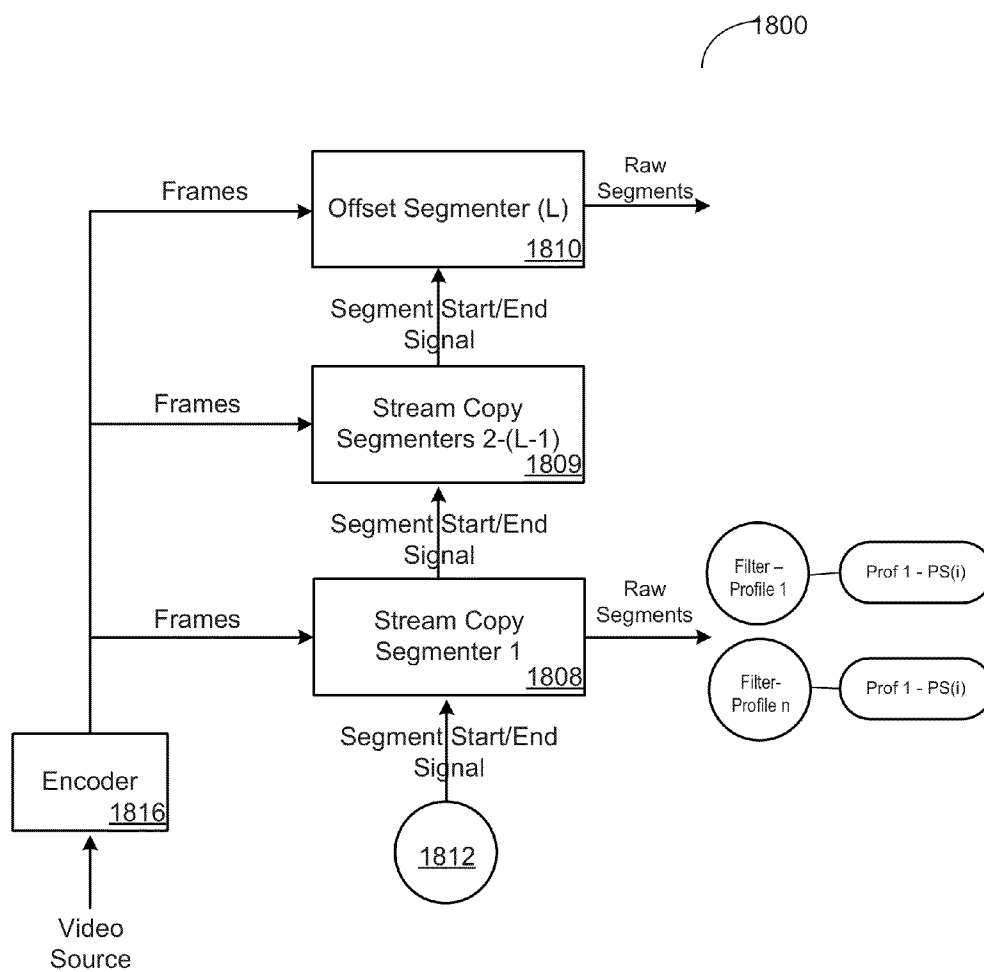 1800
Raw
Segments
Frames
Offset Segmenter (L)
1810
Segment Start/End
Signal
Frames
Stream Copy
Segmenters 2-(L-1)
1809
Segment Start/End
Signal
Filter –
Profile 1
Prof 1 - PS(i)
Raw
Segments
Frames
Stream Copy
Segmenter 1
1808
Filter-
Profile n
Prof 1 - PS(i)
Segment Start/End
Signal
Encoder
1816
1812
Video
Source